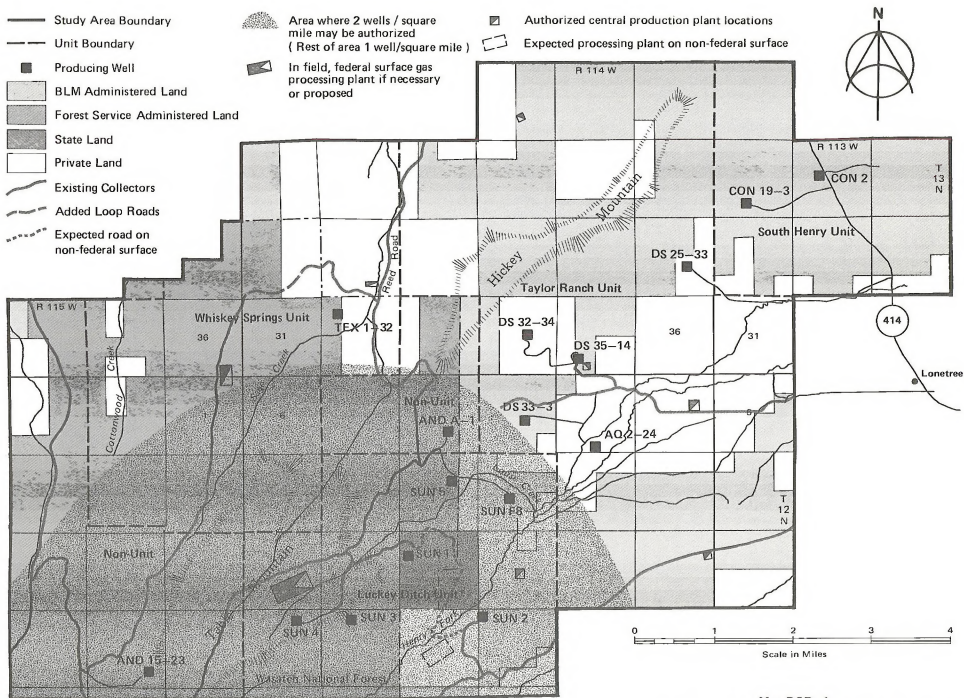 Study Area Boundary
Unit Boundary
Producing Well
BLM Administered Land
Forest Service Administered Land
State Land
Private Land
Existing Collectors
Added Loop Roads
Expected road on
non-federal surface
Area where 2 wells / square
mile may be authorized
( Rest of area 1 well/square mile )
In field, federal surface gas
processing plant if necessary
or proposed
Authorized central production plant locations
Expected processing plant on non-federal surface
N
R 114 W
R 113 W
T
13
N
CON 2
CON 19-3
South Henry Unit
Mountain
Hickey
Reed Road
DS 25-33
Taylor Ranch Unit
R 115 W
Whiskey Springs Unit
36
31
TEX 1-32
DS 32-34
DS 35-14
36
31
414
Lonetree
Cottonwood Creek
Creek
Non-Unit
AND A-1
DS 33-3
AQ 2-24
6
SUN 5
SUN F8
T
12
N
Non-Unit
Mountain
SUN 1
Luckey Ditch Unit
SUN 4
SUN 3
SUN 2
Henry's Fork
AND 15-23
Wasatch National Forest
0 1 2 3 4
Scale in Miles